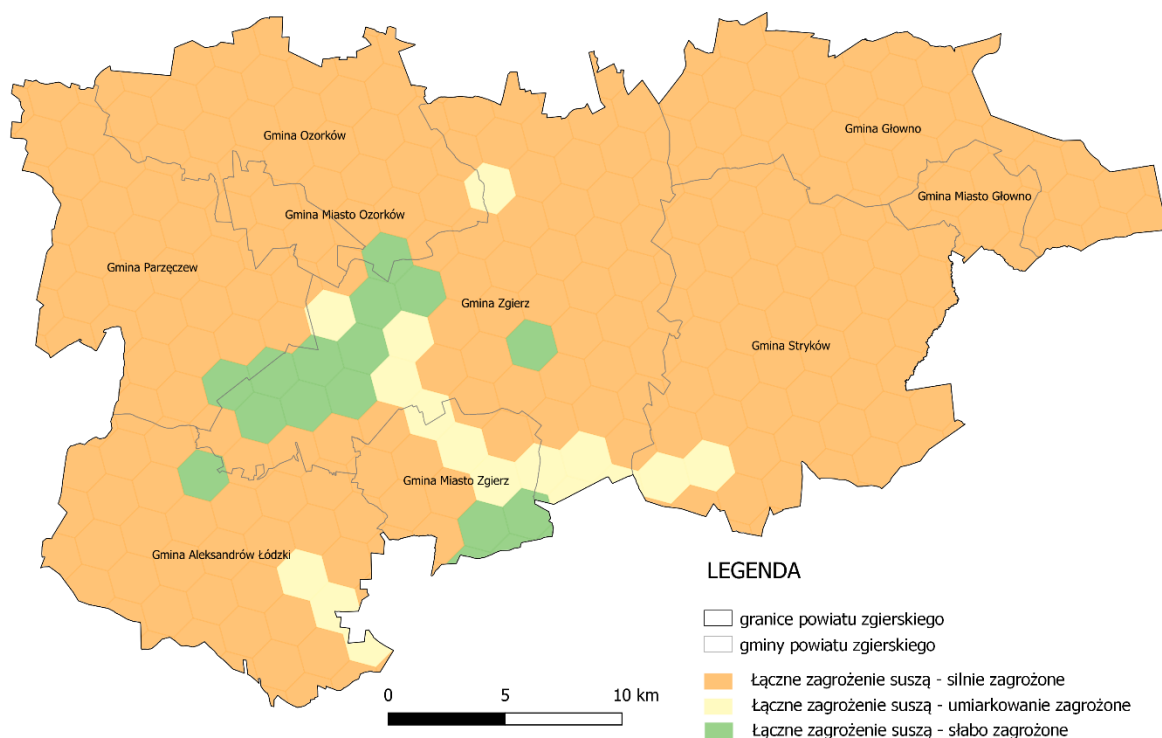 Gmina Ozorków
Gmina Głowno
Gmina Miasto Głowno
Gmina Miasto Ozorków
Gmina Parzęczew
Gmina Zgierz
Gmina Stryków
Gmina Miasto Zgierz
Gmina Aleksandrów Łódzki
LEGENDA
granice powiatu zgierskiego
gminy powiatu zgierskiego
Łączne zagrożenie suszą - silnie zagrożone
Łączne zagrożenie suszą - umiarkowanie zagrożone
Łączne zagrożenie suszą - słabo zagrożone
0 5 10 km